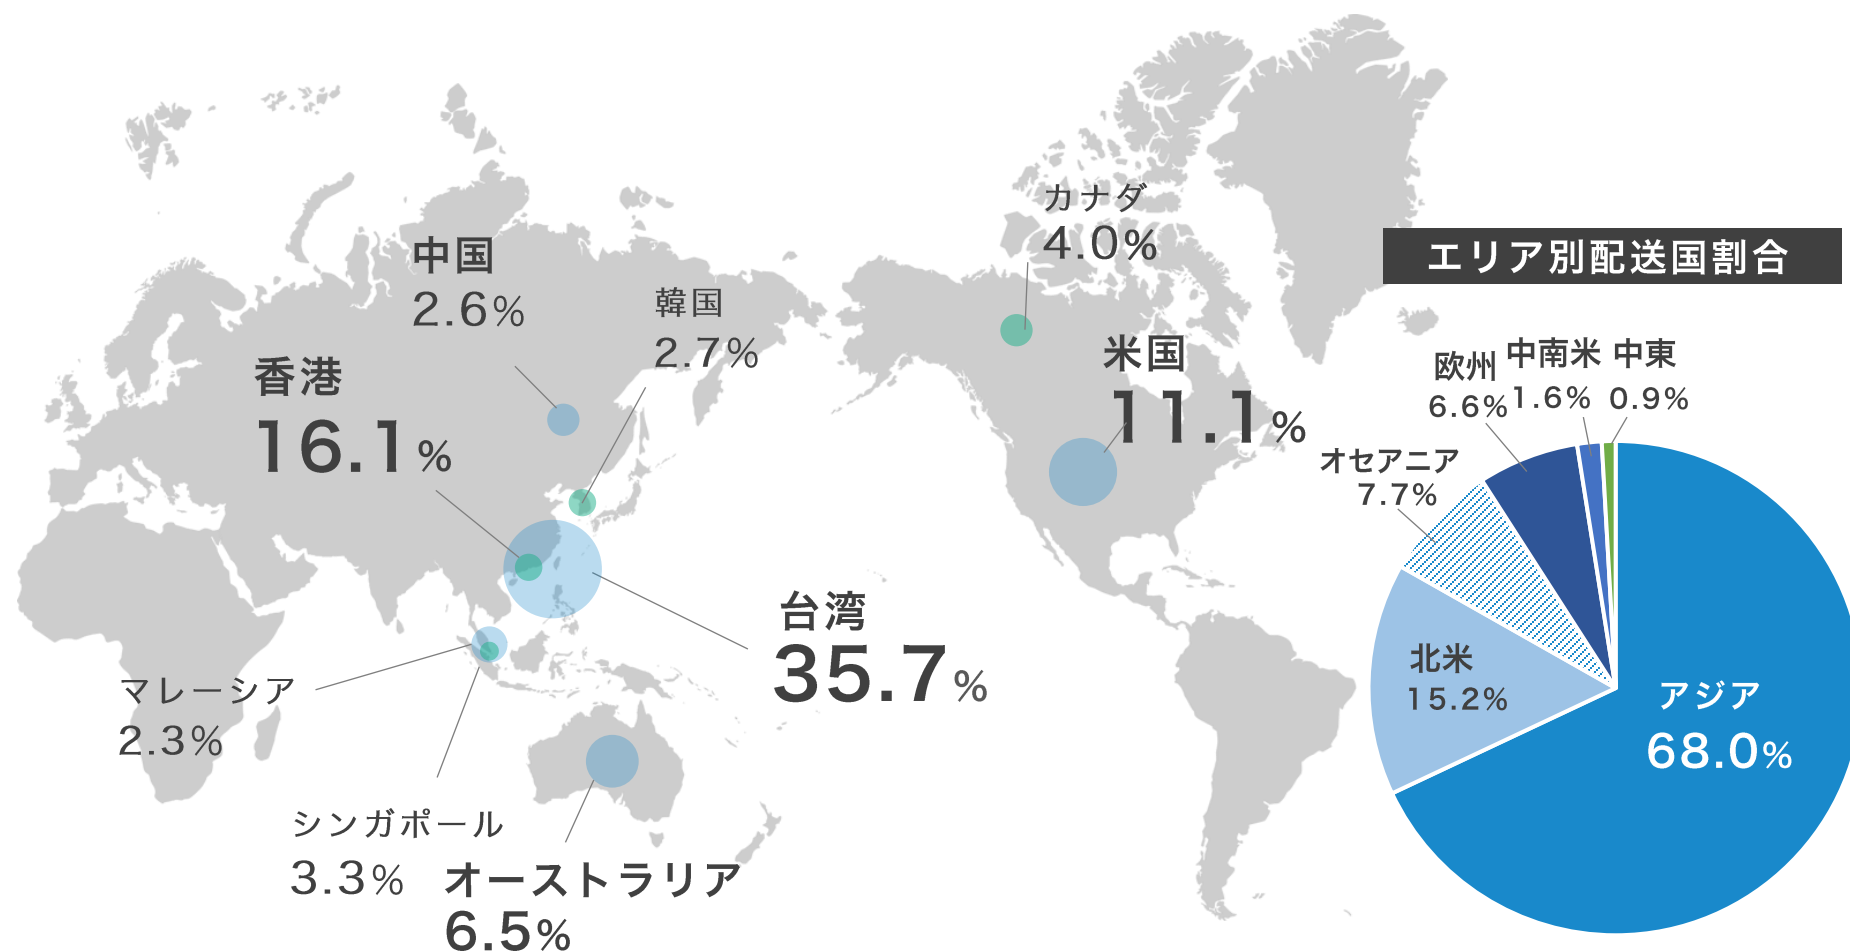 中国
2.6%
韓国
2.7%
香港
16.1%
カナダ
4.0%
米国
11.1%
台湾
35.7%
マレーシア
2.3%
シンガポール
3.3%
オーストラリア
6.5%
エリア別配送国割合
中東
0.9%
中南米
1.6%
欧州
6.6%
オセアニア
7.7%
北米
15.2%
アジア
68.0%